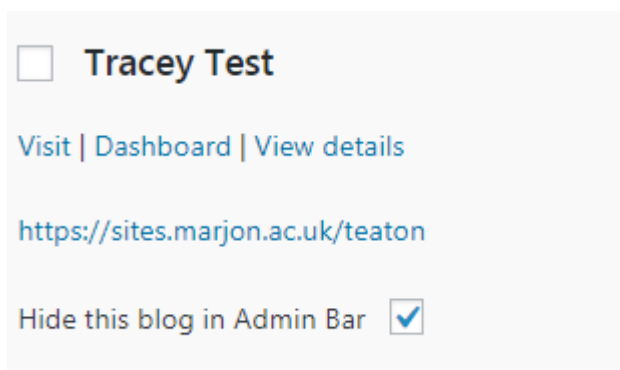 Tracey Test
Visit | Dashboard | View details
https://sites.marjon.ac.uk/teaton
Hide this blog in Admin Bar